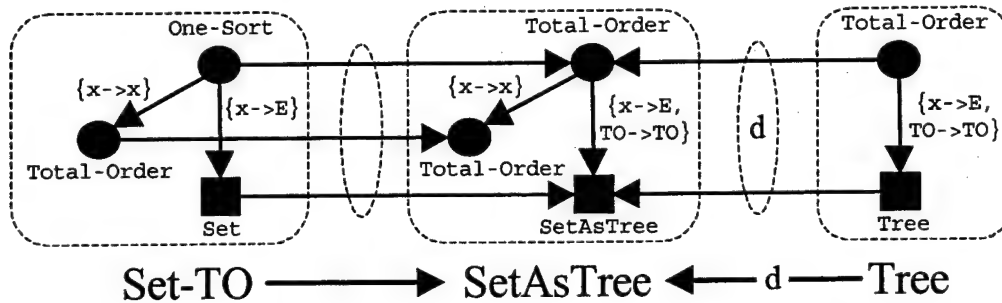 One-Sort
{x->x}
{x->E}
Total-Order
Set
Total-Order
{x->x}
{x->E,
TO->TO}
Total-Order
SetAsTree
d
Total-Order
{x->E,
TO->TO}
Tree
Set-TO SetAsTree d Tree